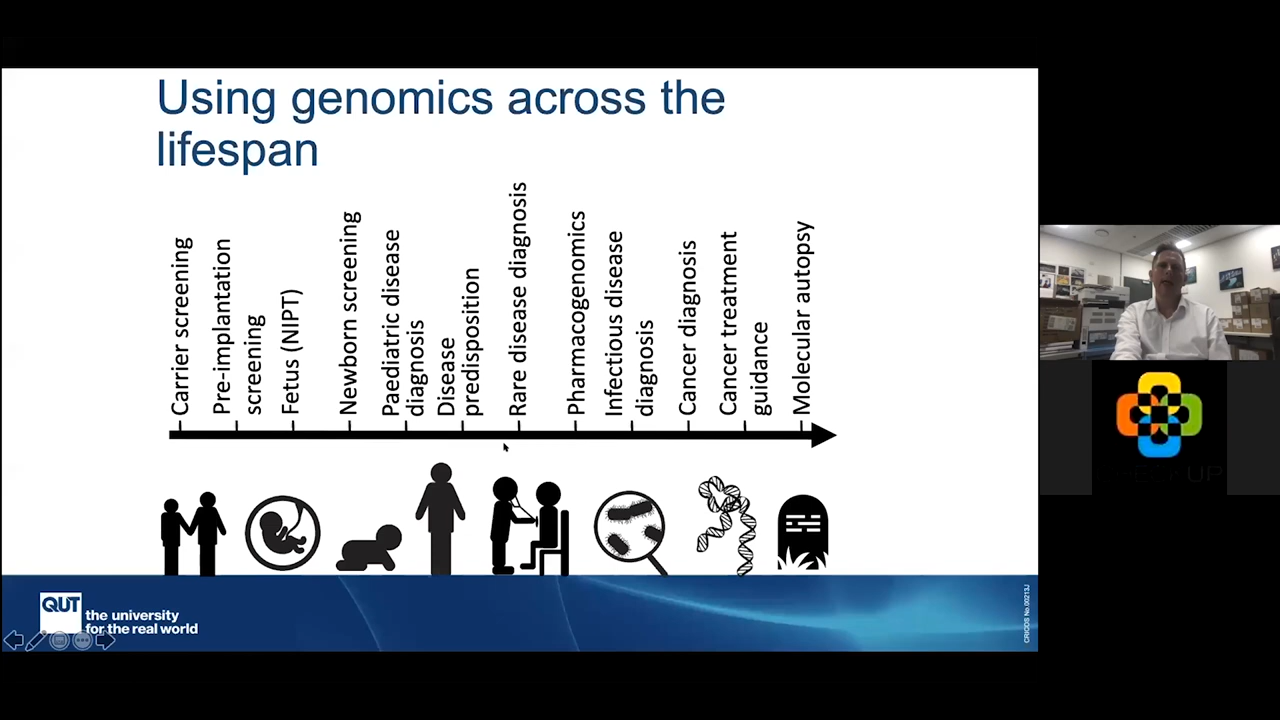 Using genomics across the
lifespan
Carrier screening
Pre-implantation
screening
Fetus (NIPT)
Newborn screening
Paediatric disease
diagnosis
Disease
predisposition
Rare disease diagnosis
Pharmacogenomics
Infectious disease
diagnosis
Cancer diagnosis
Cancer treatment
guidance
Molecular autopsy
QUT
the university
for the real world
CRICOS No.00213J
UP